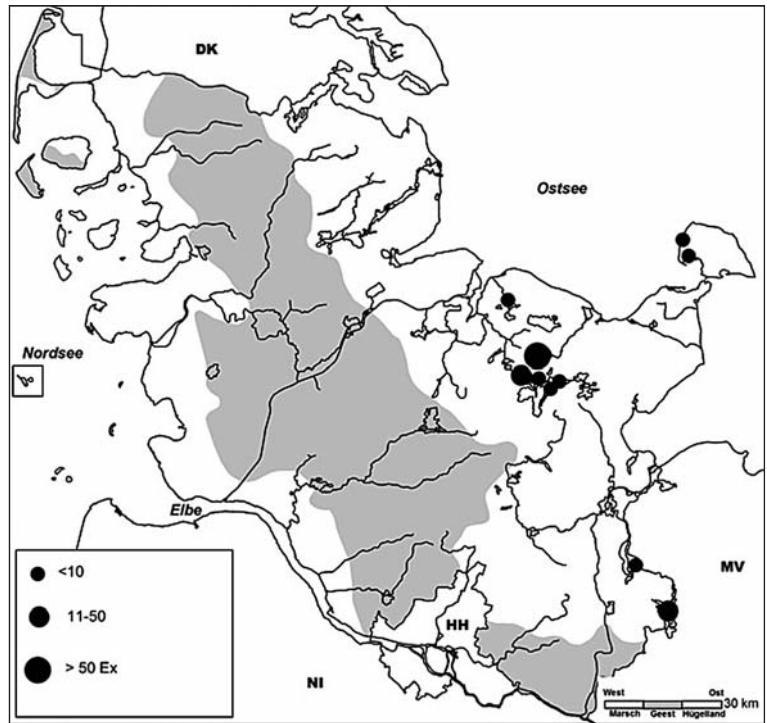 DK
Ostsee
Nordsee
Elbe
MV
HH
NI
<10
11-50
> 50 Ex
West Ost
30 km
Marsch Geest Hügelland